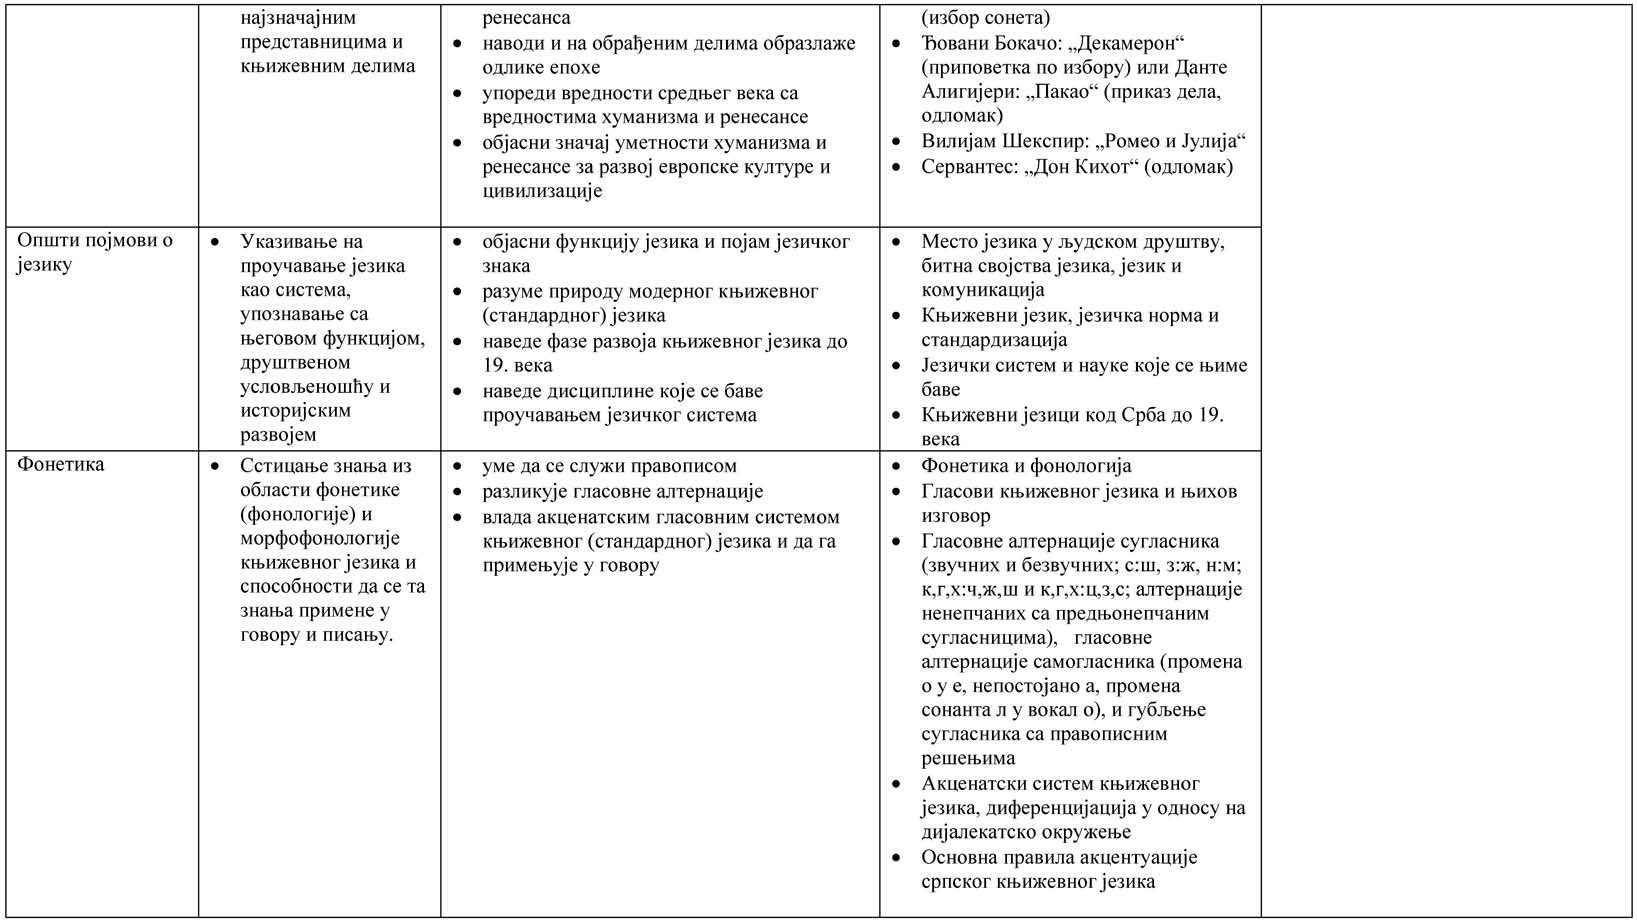 најзначајним
представницима и
књижевним делима
ренесанса
• наводи и на обрађеним делима образлаже
одлике епохе
• упореди вредности средњег века са
вредностима хуманизма и ренесансе
• објасни значај уметности хуманизма и
ренесансе за развој европске културе и
цивилизације
(избор сонета)
• Ђовани Бокачо: „Декамерон“
(приповетка по избору) или Данте
Алигијери: „Пакао“ (приказ дела,
одломак)
• Вилијам Шекспир: „Ромео и Јулија“
• Сервантес: „Дон Кихот“ (одломак)
Општи појмови о
језику
• Указивање на
проучавање језика
као система,
упознавање са
његовом функцијом,
друштвеном
условљеношћу и
историјским
развојем
• објасни функцију језика и појам језичког
знака
• разуме природу модерног књижевног
(стандардног) језика
• наведе фазе развоја књижевног језика до
19. века
• наведе дисциплине које се баве
проучавањем језичког система
• Место језика у људском друштву,
битна својства језика, језик и
комуникација
• Књижевни језик, језичка норма и
стандардизација
• Језички систем и науке које се њиме
баве
• Књижевни језици код Срба до 19.
века
Фонетика
• Сстицање знања из
области фонетике
(фонологије) и
морфофонологије
књижевног језика и
способности да се та
знања примене у
говору и писању.
• уме да се служи правописом
• разликује гласовне алтернације
• влада акценатским гласовним системом
књижевног (стандардног) језика и да га
примењује у говору
• Фонетика и фонологија
• Гласови књижевног језика и њихов
изговор
• Гласовне алтернације сугласника
(звучних и безвучних; с:ш, з:ж, н:м;
к,г,х:ч,ж,ш и к,г,х:ц,з,с; алтернације
ненепчаних са предњонепчаним
сугласницима), гласовне
алтернације самогласника (промена
о у е, непостојано а, промена
сонанта л у вокал о), и губљење
сугласника са правописним
решењима
• Акценатски систем књижевног
језика, диференцијација у односу на
дијалекатско окружење
• Основна правила акцентуације
српског књижевног језика